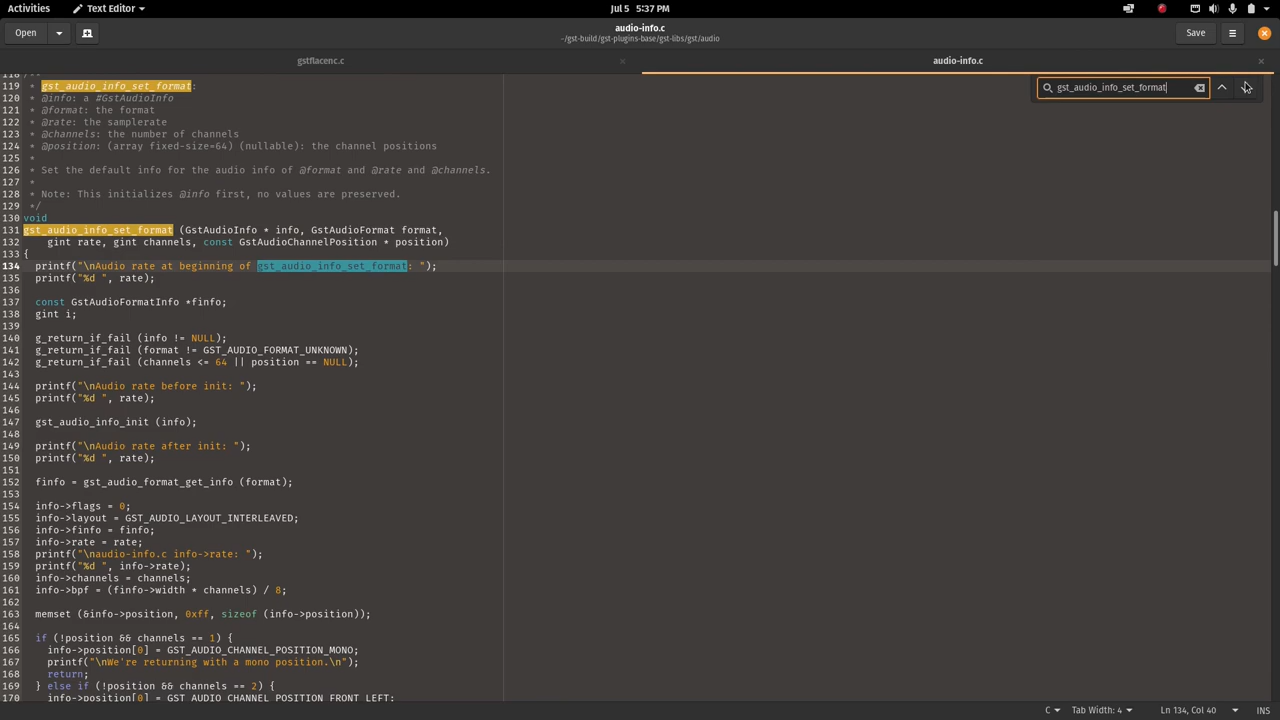 Activities
Text Editor
Jul 5  5:37 PM
Open
audio-info.c
~/gst-build/gst-plugins-base/gst-libs/gst/audio
Save
gstflacenc.c
audio-info.c
gst_audio_info_set_format
118 /**
119  * gst_audio_info_set_format:
120  * @info: a #GstAudioInfo
121  * @format: the format
122  * @rate: the samplerate
123  * @channels: the number of channels
124  * @position: (array fixed-size=64) (nullable): the channel positions
125  *
126  * Set the default info for the audio info of @format and @rate and @channels.
127  *
128  * Note: This initializes @info first, no values are preserved.
129  */
130 void
131 gst_audio_info_set_format (GstAudioInfo * info, GstAudioFormat format,
132     gint rate, gint channels, const GstAudioChannelPosition * position)
133 {
134   printf("\nAudio rate at beginning of gst_audio_info_set_format: ");
135   printf("%d ", rate);
136
137   const GstAudioFormatInfo *finfo;
138   gint i;
139
140   g_return_if_fail (info != NULL);
141   g_return_if_fail (format != GST_AUDIO_FORMAT_UNKNOWN);
142   g_return_if_fail (channels <= 64 || position == NULL);
143
144   printf("\nAudio rate before init: ");
145   printf("%d ", rate);
146
147   gst_audio_info_init (info);
148
149   printf("\nAudio rate after init: ");
150   printf("%d ", rate);
151
152   finfo = gst_audio_format_get_info (format);
153
154   info->flags = 0;
155   info->layout = GST_AUDIO_LAYOUT_INTERLEAVED;
156   info->finfo = finfo;
157   info->rate = rate;
158   printf("\naudio-info.c info->rate: ");
159   printf("%d ", info->rate);
160   info->channels = channels;
161   info->bpf = (finfo->width * channels) / 8;
162
163   memset (&info->position, 0xff, sizeof (info->position));
164
165   if (!position && channels == 1) {
166     info->position[0] = GST_AUDIO_CHANNEL_POSITION_MONO;
167     printf("\nWe're returning with a mono position.\n");
168     return;
169   } else if (!position && channels == 2) {
170     info->position[0] = GST_AUDIO_CHANNEL_POSITION_FRONT_LEFT;
C
Tab Width: 4
Ln 134, Col 40
INS